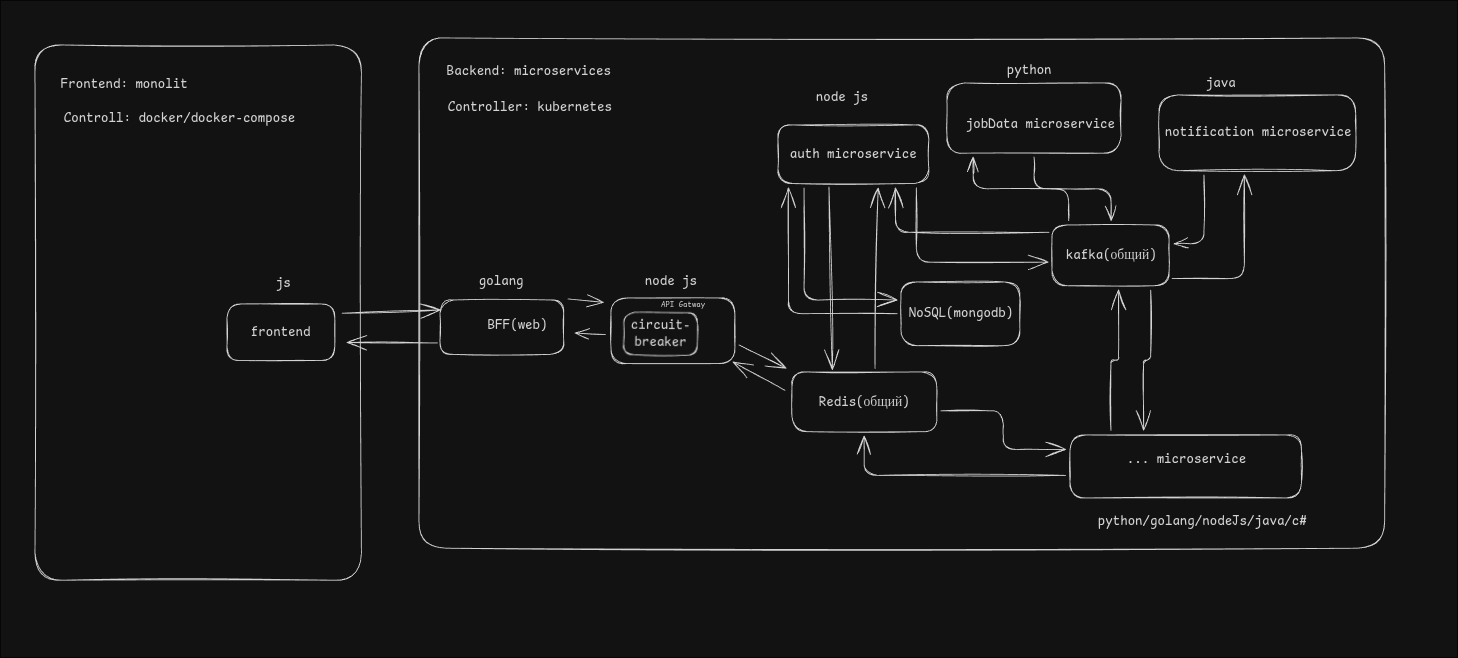 Frontend: monolit
Controll: docker/docker-compose
js
frontend
Backend: microservices
Controller: kubernetes
golang
BFF(web)
node js
API Gatway
circuit-
breaker
node js
auth microservice
python
jobData microservice
java
notification microservice
kafka(общий)
NoSQL(mongodb)
Redis(общий)
... microservice
python/golang/nodeJs/java/c#